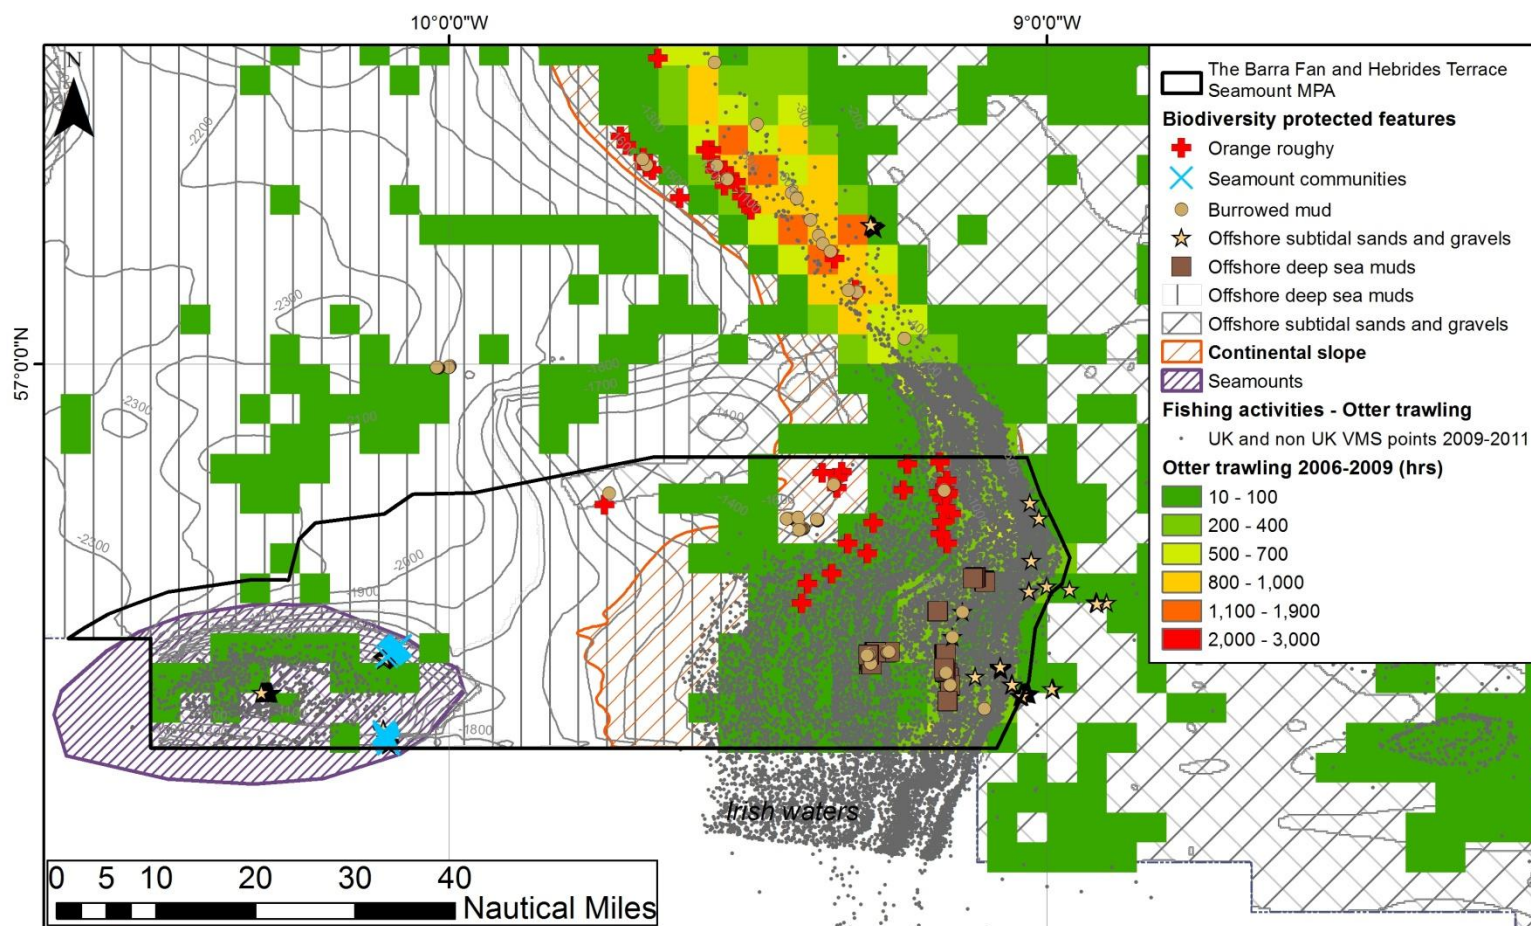 10°0'0"W
9°0'0"W
N
57°0'0"N
The Barra Fan and Hebrides Terrace
Seamount MPA
Biodiversity protected features
Orange roughy
Seamount communities
Burrowed mud
Offshore subtidal sands and gravels
Offshore deep sea muds
Offshore deep sea muds
Offshore subtidal sands and gravels
Continental slope
Seamounts
Fishing activities - Otter trawling
UK and non UK VMS points 2009-2011
Otter trawling 2006-2009 (hrs)
10 - 100
200 - 400
500 - 700
800 - 1,000
1,100 - 1,900
2,000 - 3,000
-2200
-300
-200
-2300
-1700
-2300
-2100
-1400
-1400
-2000
-1900
-1800
Irish waters
0 5 10 20 30 40
Nautical Miles